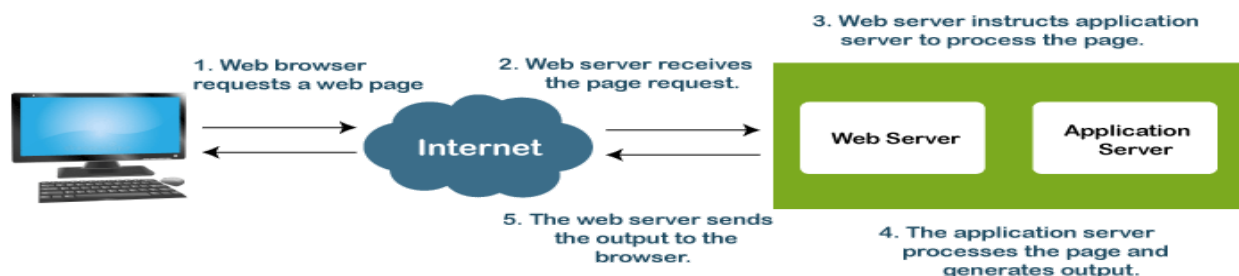 1. Web browser
requests a web page
2. Web server receives
the page request.
3. Web server instructs application
server to process the page.
Internet
Web Server
Application
Server
5. The web server sends
the output to the
browser.
4. The application server
processes the page and
generates output.